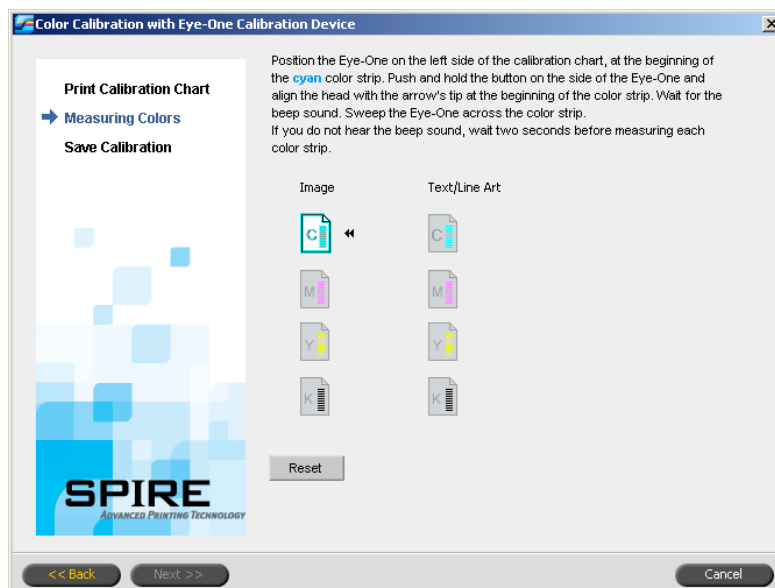 Color Calibration with Eye-One Calibration Device
Print Calibration Chart
Measuring Colors
Save Calibration
Position the Eye-One on the left side of the calibration chart, at the beginning of
the cyan color strip. Push and hold the button on the side of the Eye-One and
align the head with the arrow's tip at the beginning of the color strip. Wait for the
beep sound. Sweep the Eye-One across the color strip.
If you do not hear the beep sound, wait two seconds before measuring each
color strip.
Image Text/Line Art
C C
M M
Y Y
K K
Reset
SPIRE
ADVANCED PRINTING TECHNOLOGY
<< Back Next >> Cancel